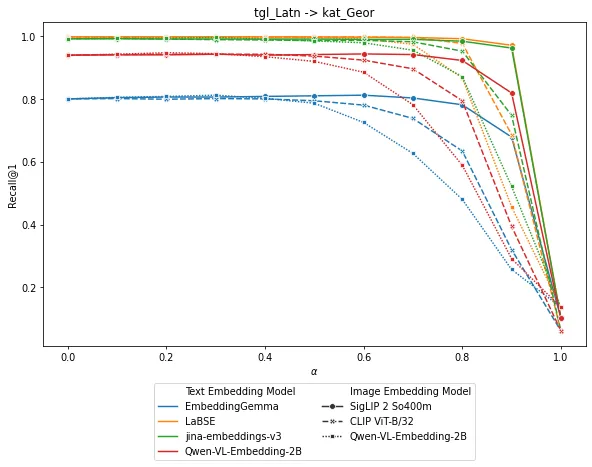 tgl_Latn -> kat_Geor
1.0
0.8
0.6
0.4
0.2
Recall@1
0.0 0.2 0.4 0.6 0.8 1.0
α
Text Embedding Model Image Embedding Model
EmbeddingGemma SigLIP 2 So400m
LaBSE CLIP ViT-B/32
jina-embeddings-v3 Qwen-VL-Embedding-2B
Qwen-VL-Embedding-2B